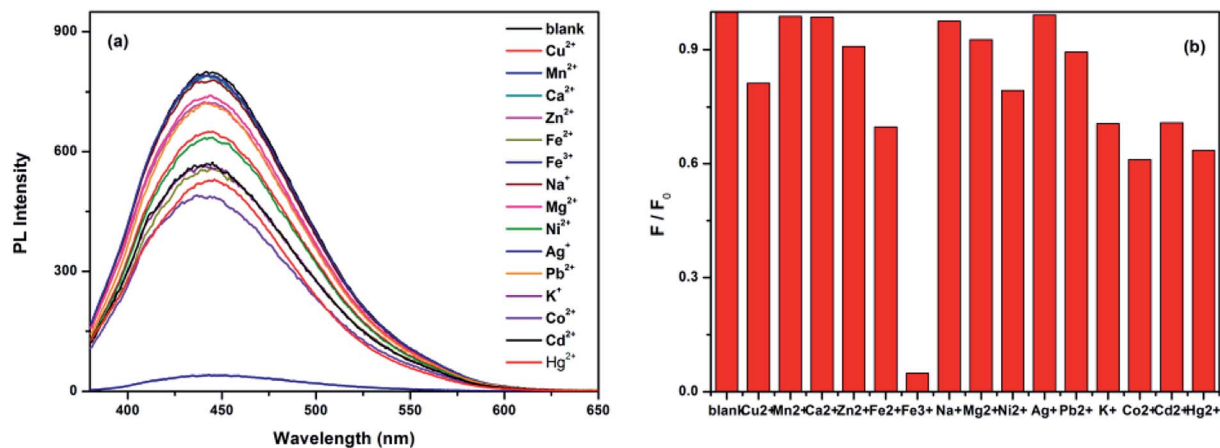 (a)
PL Intensity
900
600
300
0
400
450
500
550
600
650
Wavelength (nm)
blank
Cu²⁺
Mn²⁺
Ca²⁺
Zn²⁺
Fe²⁺
Fe³⁺
Na⁺
Mg²⁺
Ni²⁺
Ag⁺
Pb²⁺
K⁺
Co²⁺
Cd²⁺
Hg²⁺
(b)
F / F₀
0.9
0.6
0.3
0.0
blank
Cu2+
Mn2+
Ca2+
Zn2+
Fe2+
Fe3+
Na+
Mg2+
Ni2+
Ag+
Pb2+
K+
Co2+
Cd2+
Hg2+